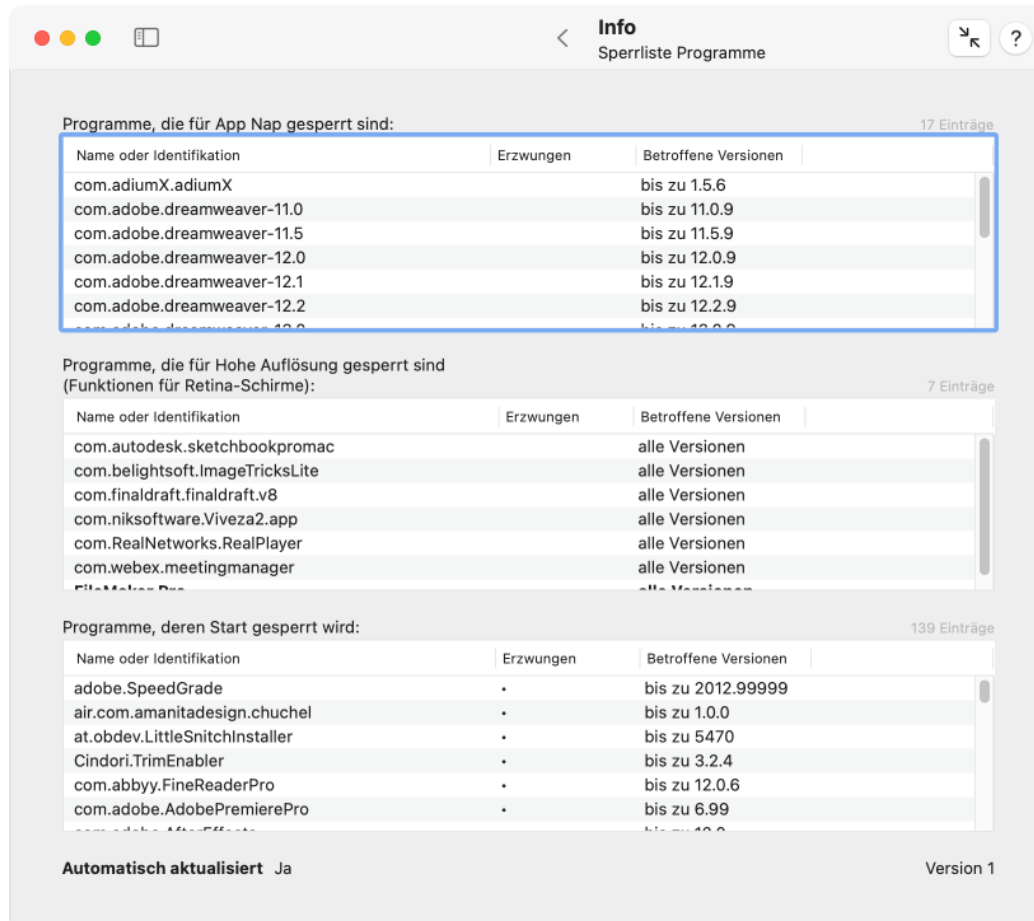 Info
Sperrliste Programme
?
Programme, die für App Nap gesperrt sind:
17 Einträge
Name oder Identifikation Erzwungen Betroffene Versionen
com.adiumX.adiumX bis zu 1.5.6
com.adobe.dreamweaver-11.0 bis zu 11.0.9
com.adobe.dreamweaver-11.5 bis zu 11.5.9
com.adobe.dreamweaver-12.0 bis zu 12.0.9
com.adobe.dreamweaver-12.1 bis zu 12.1.9
com.adobe.dreamweaver-12.2 bis zu 12.2.9
Programme, die für Hohe Auflösung gesperrt sind
(Funktionen für Retina-Schirme):
7 Einträge
Name oder Identifikation Erzwungen Betroffene Versionen
com.autodesk.sketchbookpromac alle Versionen
com.belightsoft.ImageTricksLite alle Versionen
com.finaldraft.finaldraft.v8 alle Versionen
com.niksoftware.Viveza2.app alle Versionen
com.RealNetworks.RealPlayer alle Versionen
com.webex.meetingmanager alle Versionen
FileMaker Pro alle Versionen
Programme, deren Start gesperrt wird:
139 Einträge
Name oder Identifikation Erzwungen Betroffene Versionen
adobe.SpeedGrade • bis zu 2012.99999
air.com.amanitadesign.chuchel • bis zu 1.0.0
at.obdev.LittleSnitchInstaller • bis zu 5470
Cindori.TrimEnabler • bis zu 3.2.4
com.abbyy.FineReaderPro • bis zu 12.0.6
com.adobe.AdobePremierePro • bis zu 6.99
Automatisch aktualisiert Ja
Version 1